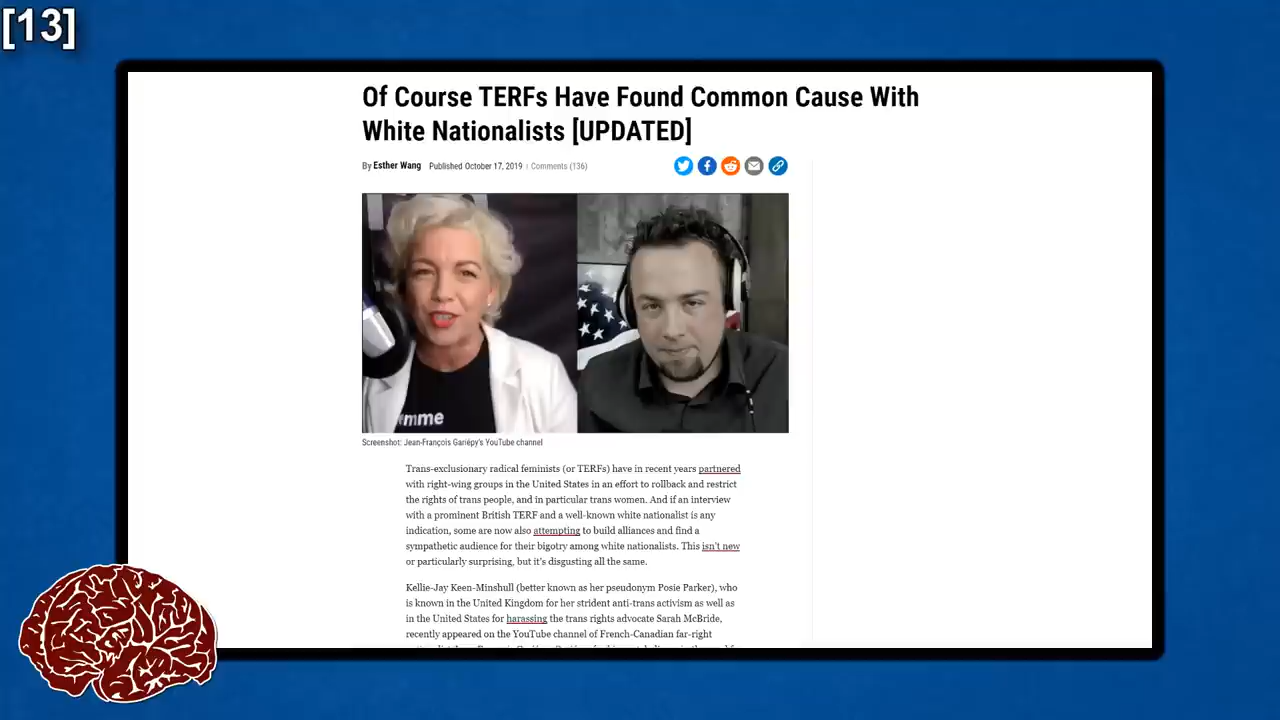 [13]
Of Course TERFs Have Found Common Cause With
White Nationalists [UPDATED]
By Esther Wang Published October 17, 2019 | Comments (136)
mme
Screenshot: Jean-François Gariépy's YouTube channel
Trans-exclusionary radical feminists (or TERFs) have in recent years partnered
with right-wing groups in the United States in an effort to rollback and restrict
the rights of trans people, and in particular trans women. And if an interview
with a prominent British TERF and a well-known white nationalist is any
indication, some are now also attempting to build alliances and find a
sympathetic audience for their bigotry among white nationalists. This isn't new
or particularly surprising, but it's disgusting all the same.
Kellie-Jay Keen-Minshull (better known as her pseudonym Posie Parker), who
is known in the United Kingdom for her strident anti-trans activism as well as
in the United States for harassing the trans rights advocate Sarah McBride,
recently appeared on the YouTube channel of French-Canadian far-right